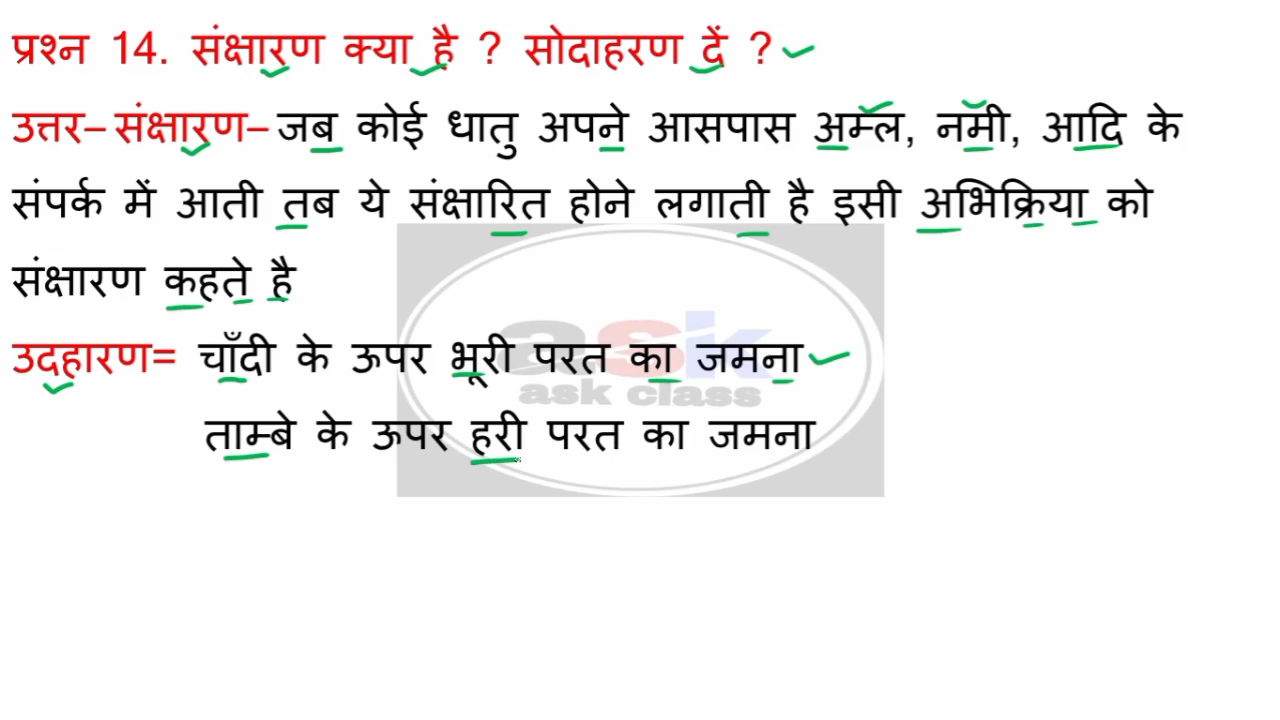 प्रश्न 14. संक्षारण क्या है ? सोदाहरण दें ?
उत्तर– संक्षारण– जब कोई धातु अपने आसपास अम्ल, नमी, आदि के
संपर्क में आती तब ये संक्षारित होने लगाती है इसी अभिक्रिया को
संक्षारण कहते है
उदहारण= चाँदी के ऊपर भूरी परत का जमना
ताम्बे के ऊपर हरी परत का जमना
ask
ask class